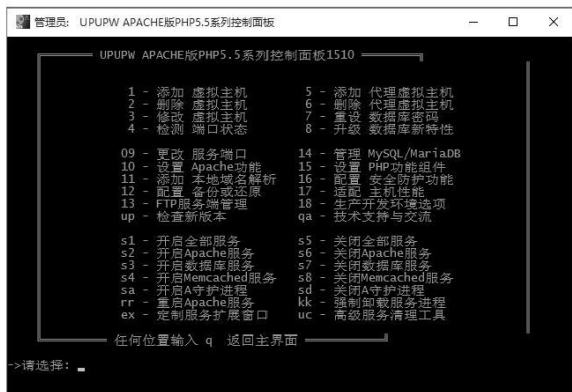 管理员: UPUPW APACHE版PHP5.5系列控制面板
UPUPW APACHE版PHP5.5系列控制面板1510
1 - 添加 虚拟主机 5 - 添加 代理虚拟主机
2 - 删除 虚拟主机 6 - 删除 代理虚拟主机
3 - 修改 虚拟主机 7 - 重设 数据库密码
4 - 检测 端口状态 8 - 升级 数据库新特性
09 - 更改 服务端口 14 - 管理 MySQL/MariaDB
10 - 设置 Apache功能 15 - 设置 PHP功能组件
11 - 添加 本地域名解析 16 - 配置 安全防护功能
12 - 配置 备份或还原 17 - 适配 主机性能
13 - FTP服务端管理 18 - 生产开发环境选项
up - 检查新版本 qa - 技术支持与交流
s1 - 开启全部服务 s5 - 关闭全部服务
s2 - 开启Apache服务 s6 - 关闭Apache服务
s3 - 开启数据库服务 s7 - 关闭数据库服务
s4 - 开启Memcached服务 s8 - 关闭Memcached服务
sa - 开启A守护进程 sd - 关闭A守护进程
rr - 重启Apache服务 kk - 强制卸载服务进程
ex - 定制服务扩展窗口 uc - 高级服务清理工具
任何位置输入 q 返回主界面
->请选择: